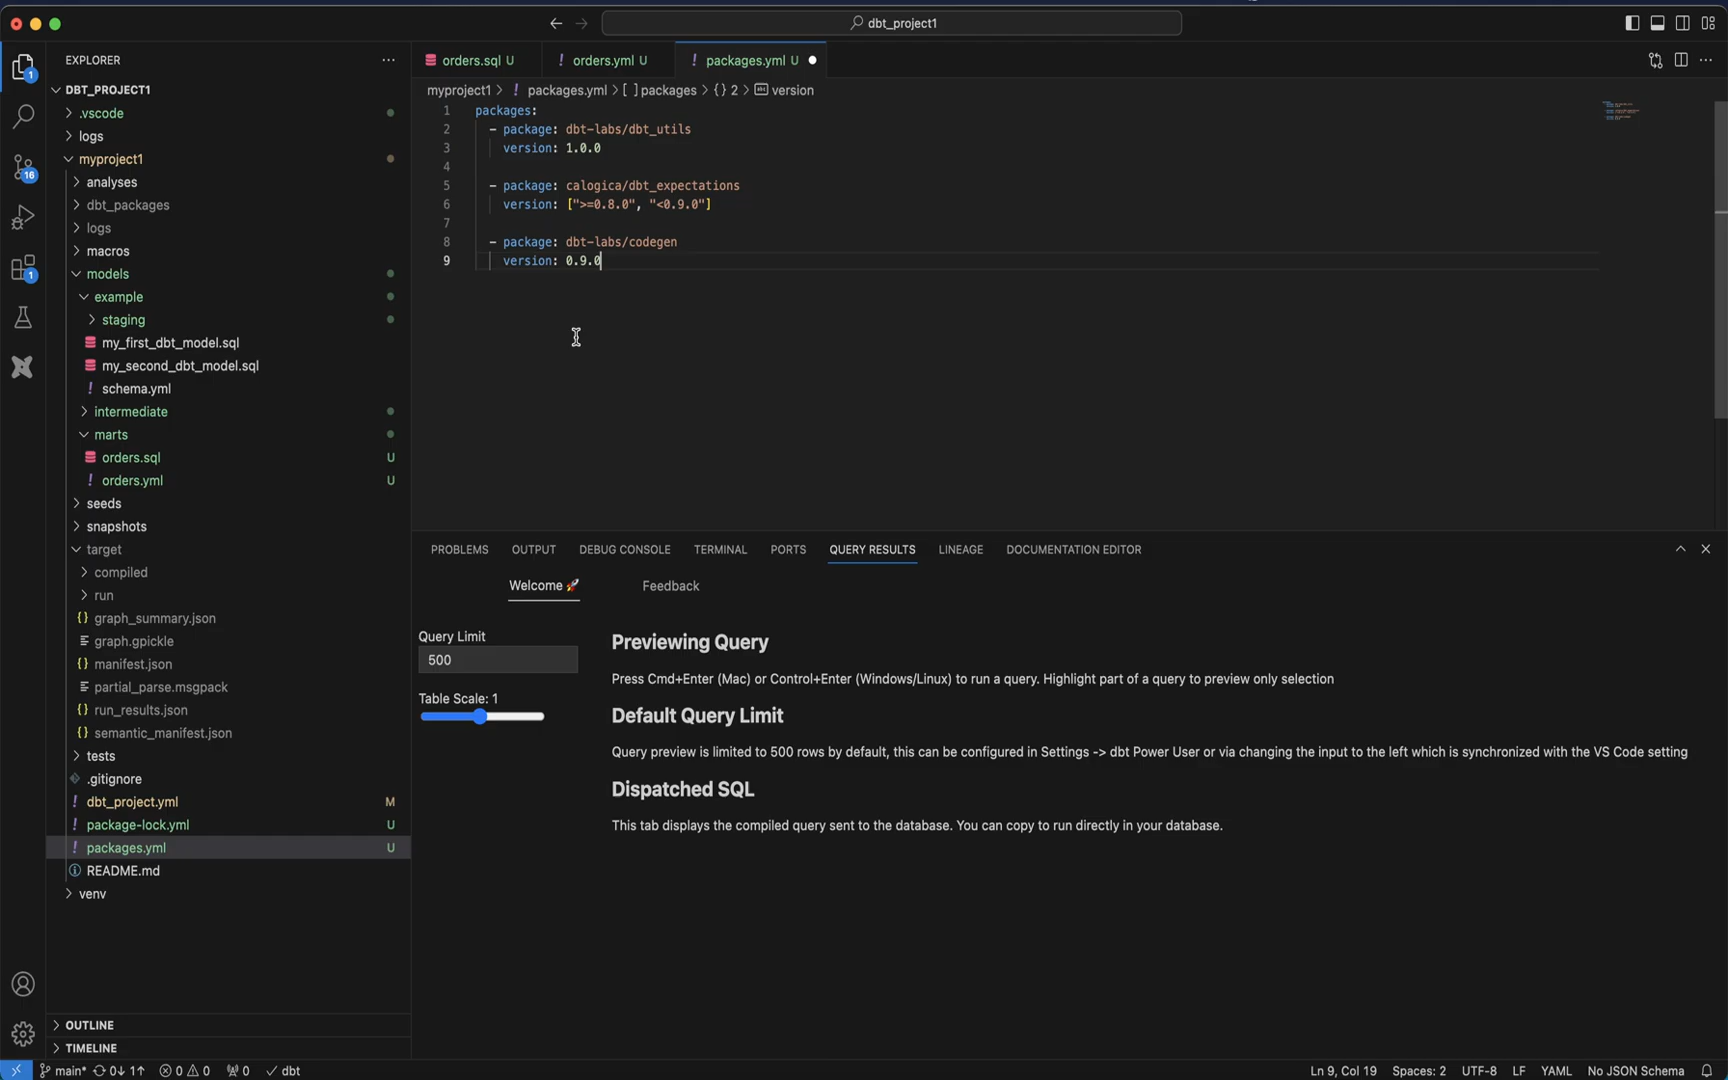 dbt_project1
EXPLORER
orders.sql U
orders.yml U
packages.yml U
DBT_PROJECT1
myproject1 > packages.yml > [ ] packages > {} 2 > version
.vscode
logs
myproject1
analyses
dbt_packages
logs
macros
models
example
staging
my_first_dbt_model.sql
my_second_dbt_model.sql
schema.yml
intermediate
marts
orders.sql U
orders.yml U
seeds
snapshots
target
compiled
run
graph_summary.json
graph.gpickle
manifest.json
partial_parse.msgpack
run_results.json
semantic_manifest.json
tests
.gitignore
dbt_project.yml M
package-lock.yml U
packages.yml U
README.md
venv
OUTLINE
TIMELINE
1
16
1
1 packages:
2 - package: dbt-labs/dbt_utils
3 version: 1.0.0
4
5 - package: calogica/dbt_expectations
6 version: [">=0.8.0", "<0.9.0"]
7
8 - package: dbt-labs/codegen
9 version: 0.9.0
PROBLEMS OUTPUT DEBUG CONSOLE TERMINAL PORTS QUERY RESULTS LINEAGE DOCUMENTATION EDITOR
Welcome 🚀 Feedback
Query Limit
500
Table Scale: 1
Previewing Query
Press Cmd+Enter (Mac) or Control+Enter (Windows/Linux) to run a query. Highlight part of a query to preview only selection
Default Query Limit
Query preview is limited to 500 rows by default, this can be configured in Settings -> dbt Power User or via changing the input to the left which is synchronized with the VS Code setting
Dispatched SQL
This tab displays the compiled query sent to the database. You can copy to run directly in your database.
main* 0↓ 1↑ 0 0 0 ✓ dbt
Ln 9, Col 19 Spaces: 2 UTF-8 LF YAML No JSON Schema